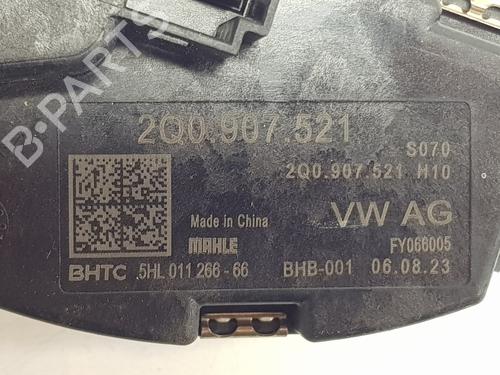 B-PARTS
2Q0.907.521
S070
2Q0.907.521 H10
Made in China
VW AG
MAHLE
FY066005
BHTC .5HL 011 266-66 BHB-001 06.08.23